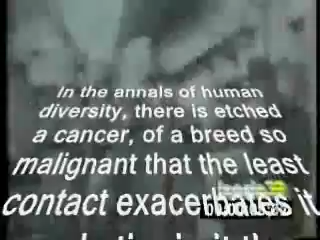 In the annals of human
diversity, there is etched
a cancer, of a breed so
malignant that the least
contact exacerbates it